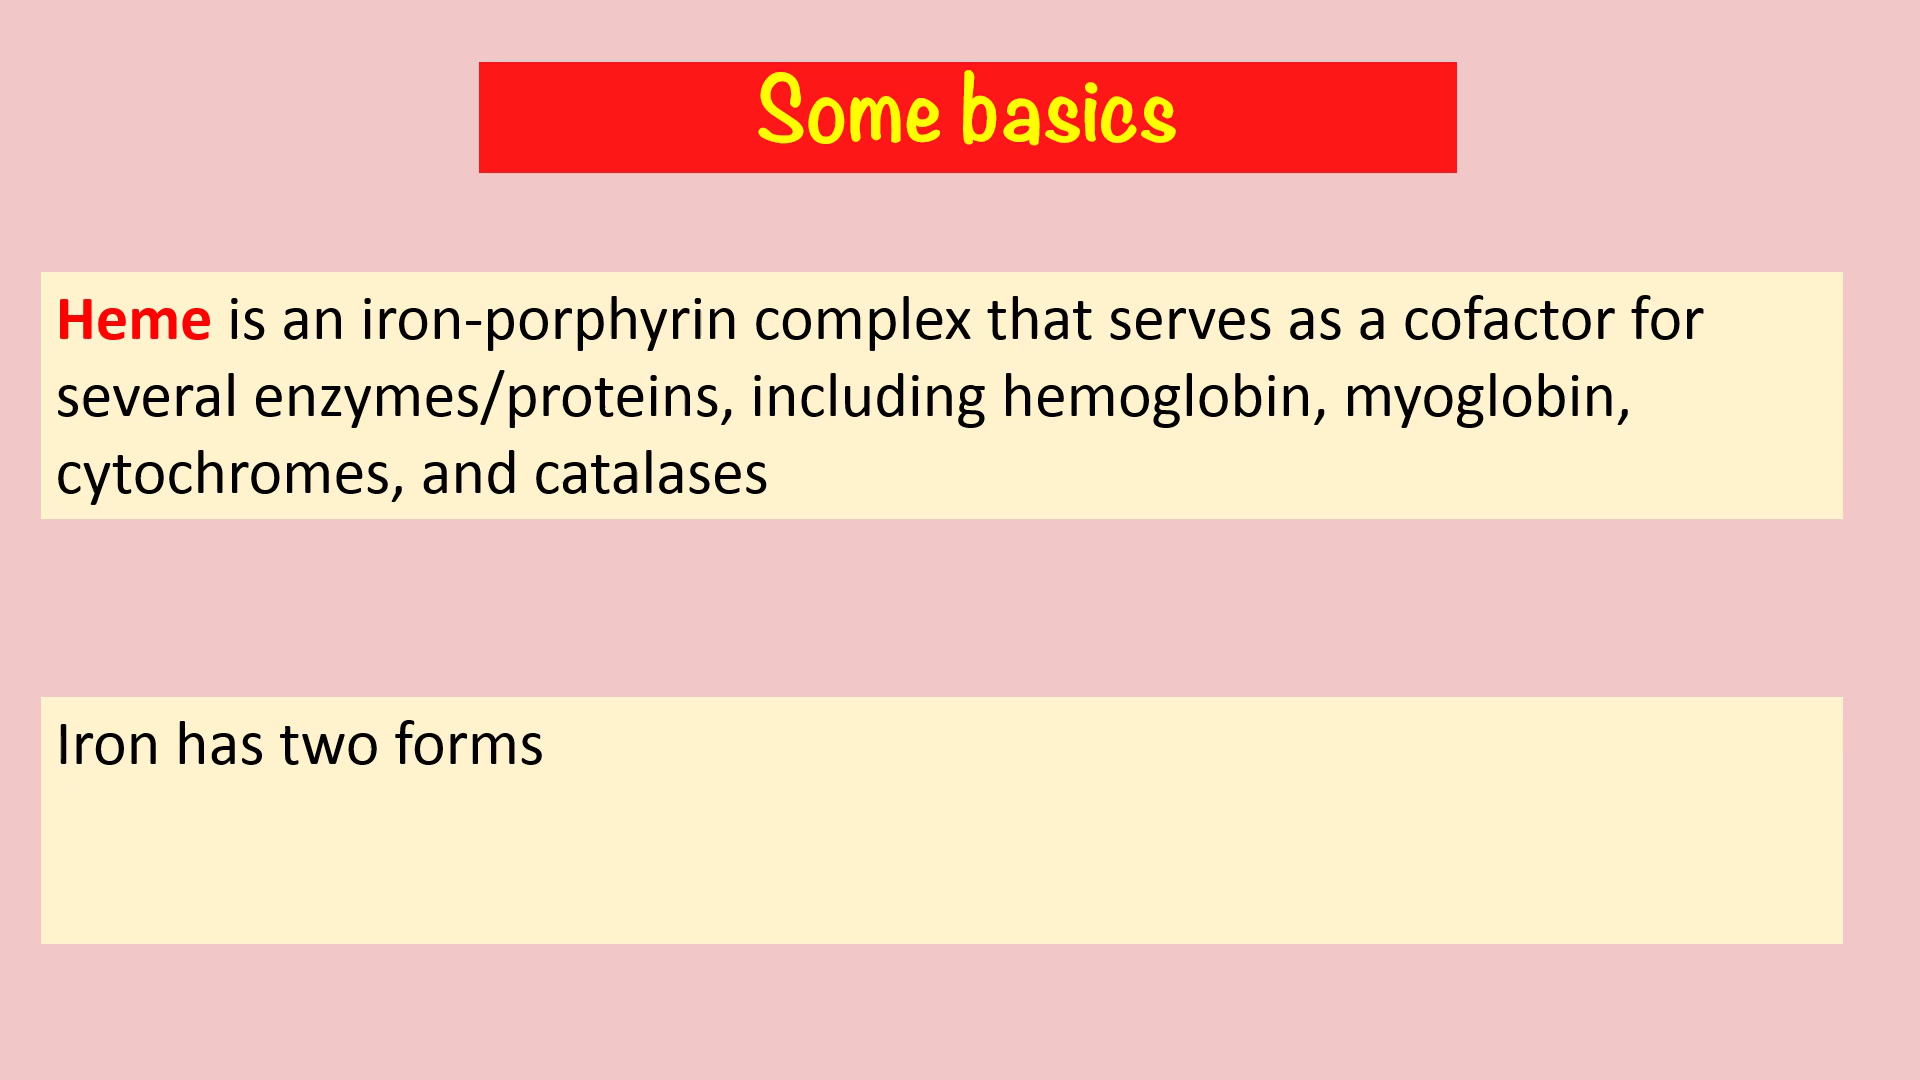 Some basics
Heme is an iron-porphyrin complex that serves as a cofactor for
several enzymes/proteins, including hemoglobin, myoglobin,
cytochromes, and catalases
Iron has two forms